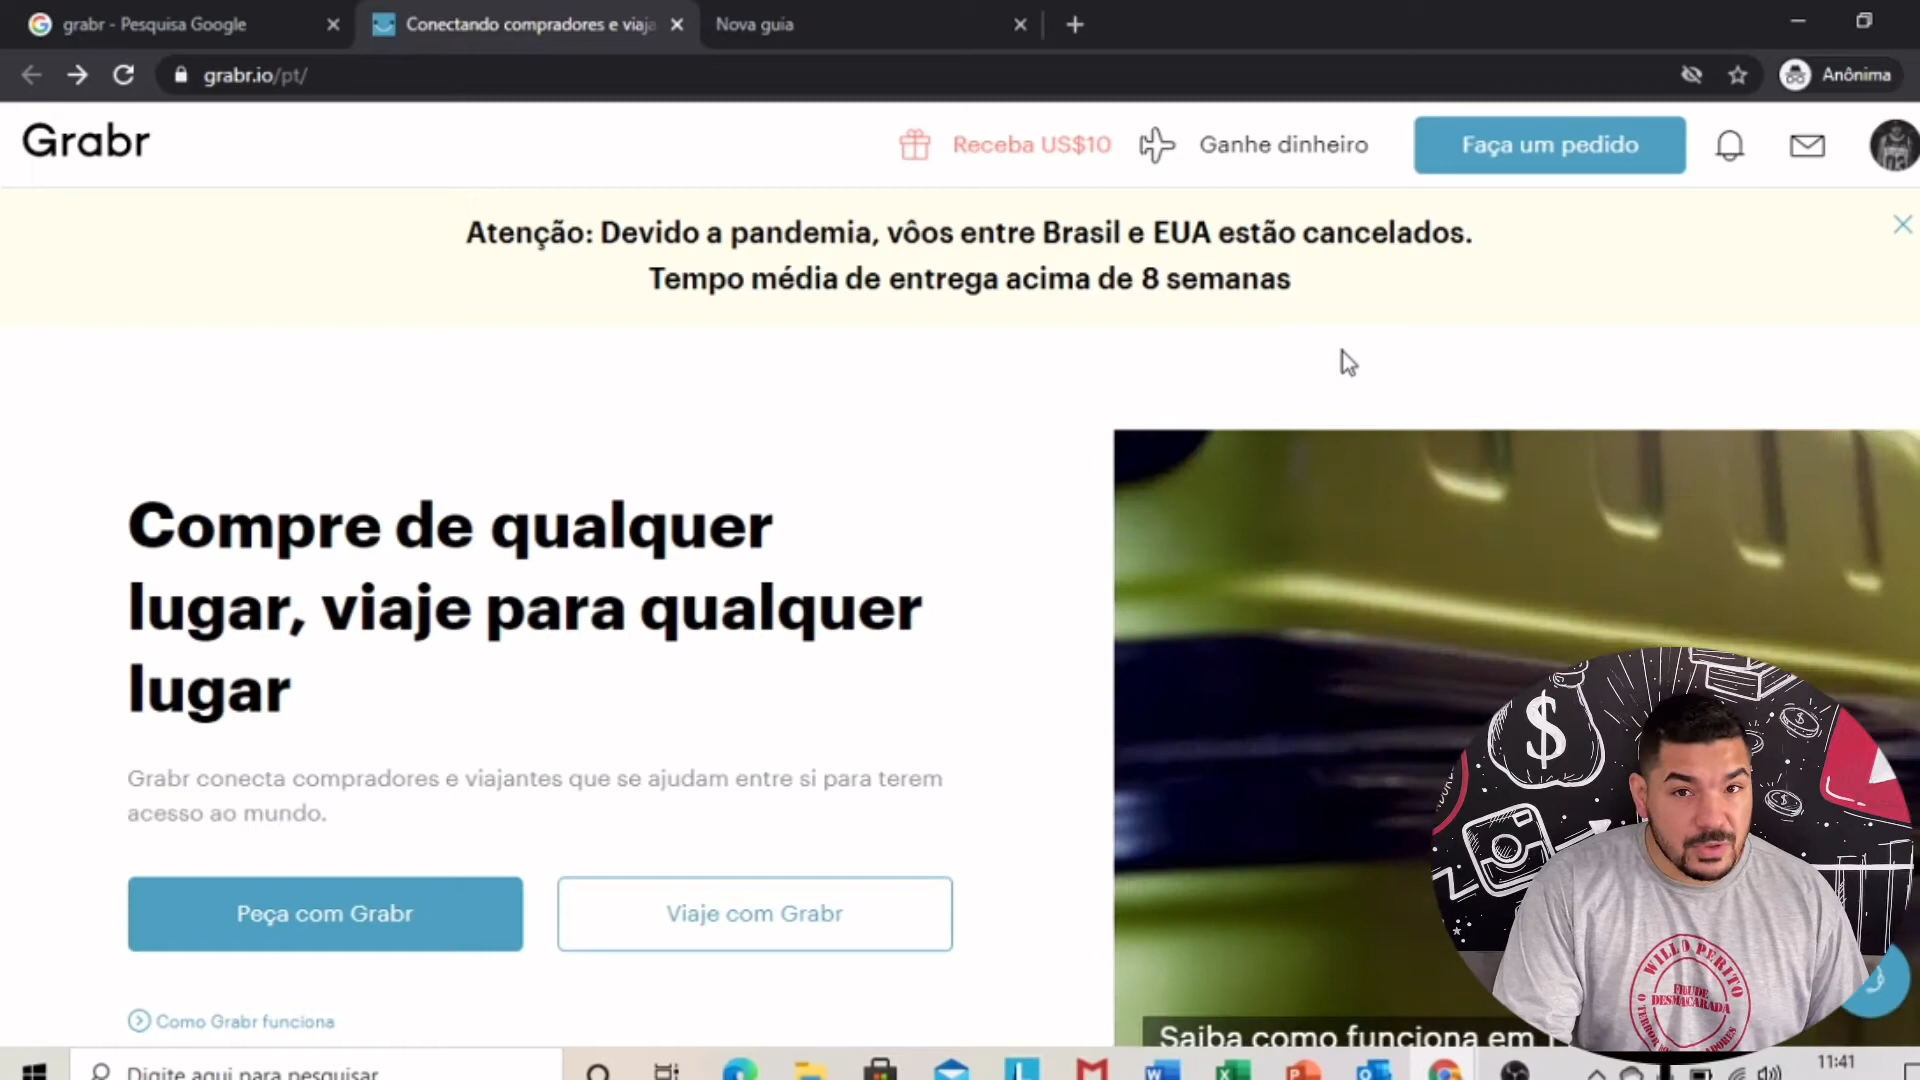 grabr - Pesquisa Google
Conectando compradores e viaja
Nova guia
grabr.io/pt/
Anônima
Grabr
Receba US$10
Ganhe dinheiro
Faça um pedido
Atenção: Devido a pandemia, vôos entre Brasil e EUA estão cancelados.
Tempo média de entrega acima de 8 semanas
Compre de qualquer
lugar, viaje para qualquer
lugar
Grabr conecta compradores e viajantes que se ajudam entre si para terem
acesso ao mundo.
Peça com Grabr
Viaje com Grabr
Como Grabr funciona
Saiba como funciona em
$
WILL O PERITO
FRUDE
DESMACARADA
Digite aqui para pesquisar
11:41